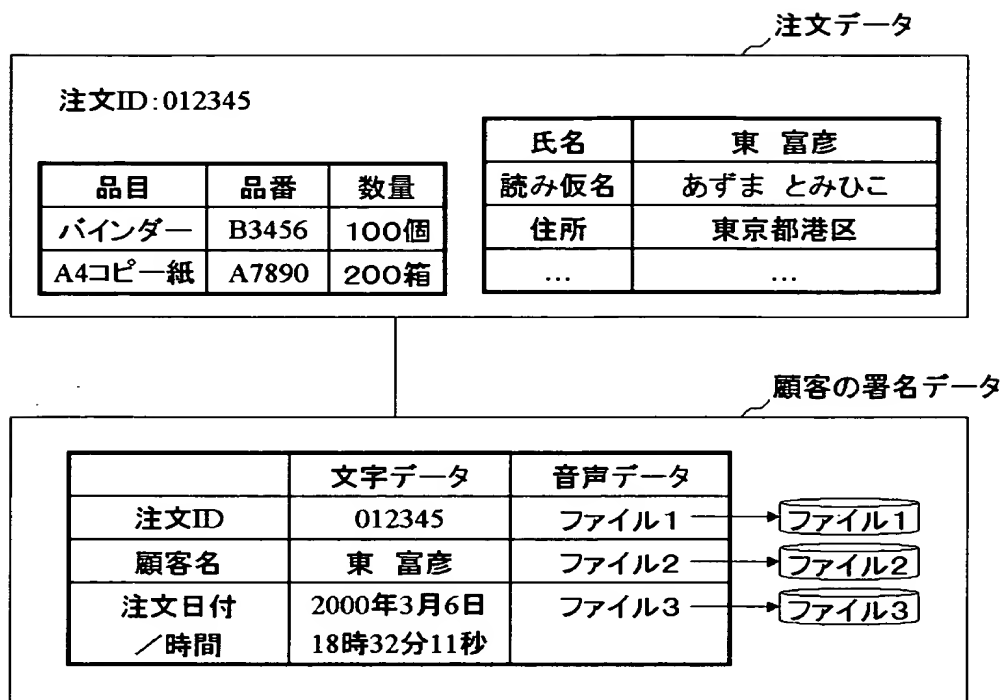 注文データ
注文ID:012345
品目 品番 数量
バインダー B3456 100個
A4コピー紙 A7890 200箱
氏名 東 富彦
読み仮名 あずま とみひこ
住所 東京都港区
… …
顧客の署名データ
文字データ 音声データ
注文ID 012345 ファイル1 ファイル1
顧客名 東 富彦 ファイル2 ファイル2
注文日付 2000年3月6日 ファイル3 ファイル3
／時間 18時32分11秒